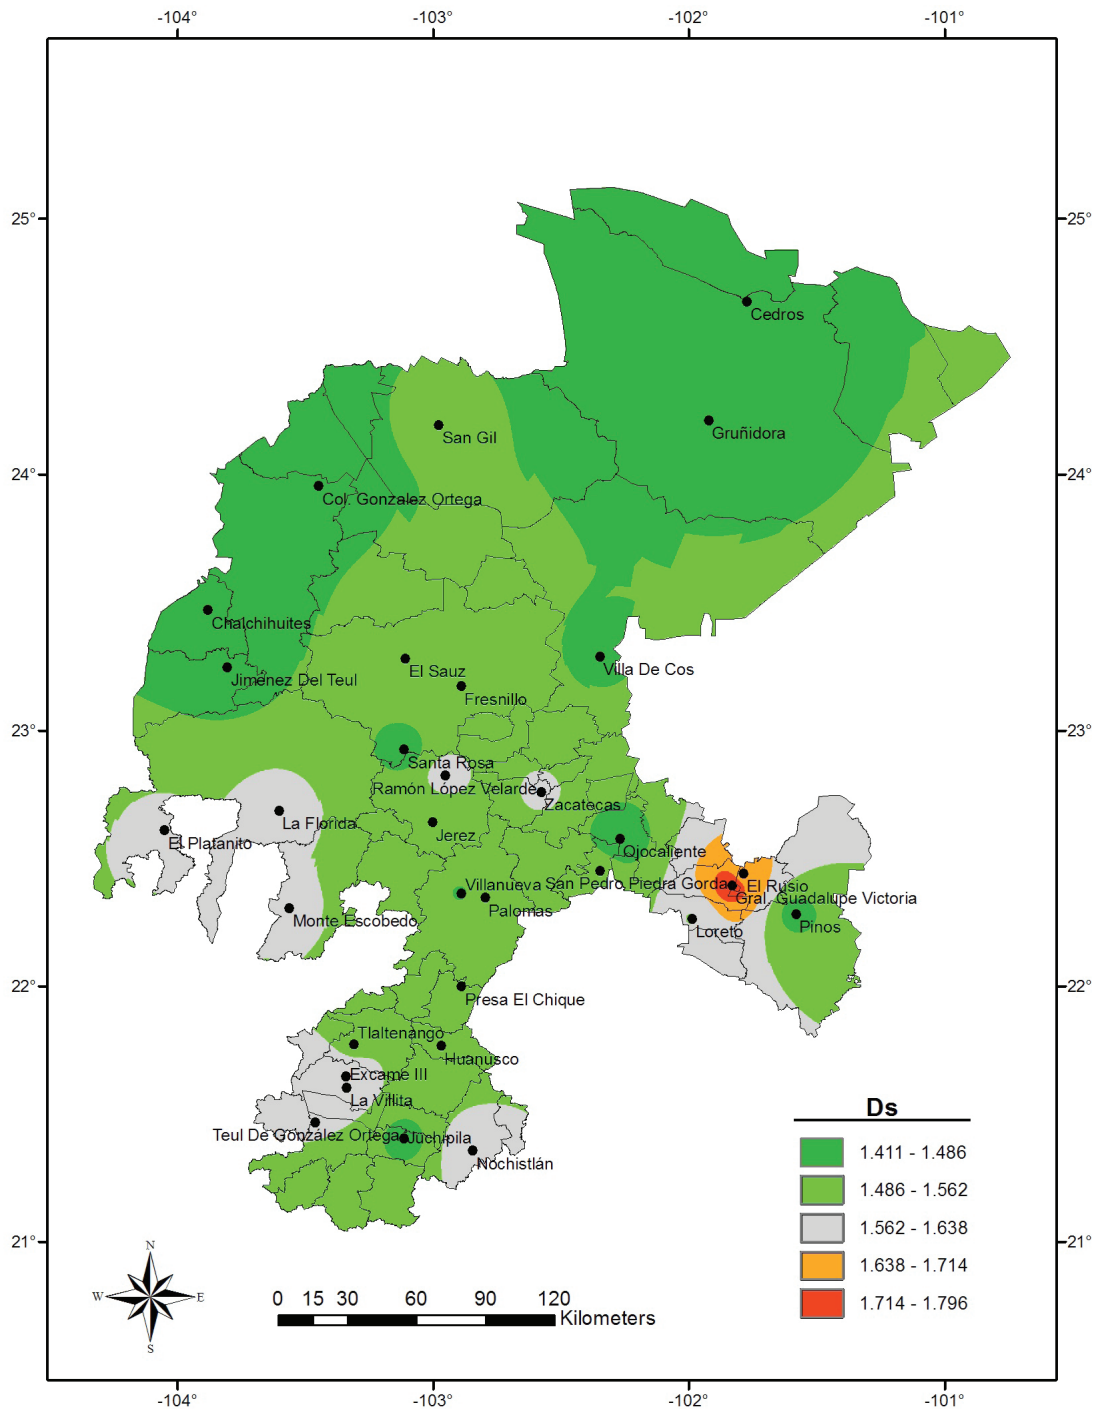 -104° -103° -102° -101°
25° 25°
Cedros
Gruñidora
San Gil
24° 24°
Col. Gonzalez Ortega
Chalchihuites
Villa De Cos
El Sauz
Jimenez Del Teul
Fresnillo
23° 23°
Santa Rosa
Ramón López Velarde
Zacatecas
La Florida
Jerez
El Platanito
Ojocaliente
Villanueva San Pedro Piedra Gorda El Rusio
Gral. Guadalupe Victoria
Palomas
Monte Escobedo
Pinos
Loreto
22° 22°
Presa El Chique
Tlaltenango
Huanusco
Excame III
La Villita
Teul De González Ortega Juchipila
Nochistlán
Ds
1.411 - 1.486
1.486 - 1.562
1.562 - 1.638
1.638 - 1.714
1.714 - 1.796
21° 21°
N
W E
S
0 15 30 60 90 120
Kilometers
-104° -103° -102° -101°